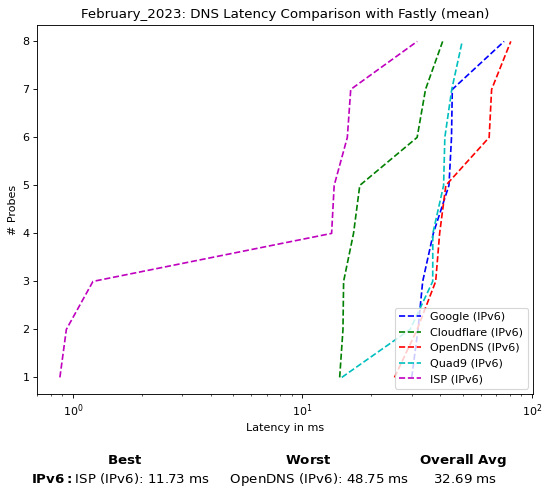 February_2023: DNS Latency Comparison with Fastly (mean)
8
7
6
5
4
3
2
1
# Probes
Google (IPv6)
Cloudflare (IPv6)
OpenDNS (IPv6)
Quad9 (IPv6)
ISP (IPv6)
10⁰ 10¹ 10²
Latency in ms
Best Worst Overall Avg
IPv6: ISP (IPv6): 11.73 ms OpenDNS (IPv6): 48.75 ms 32.69 ms